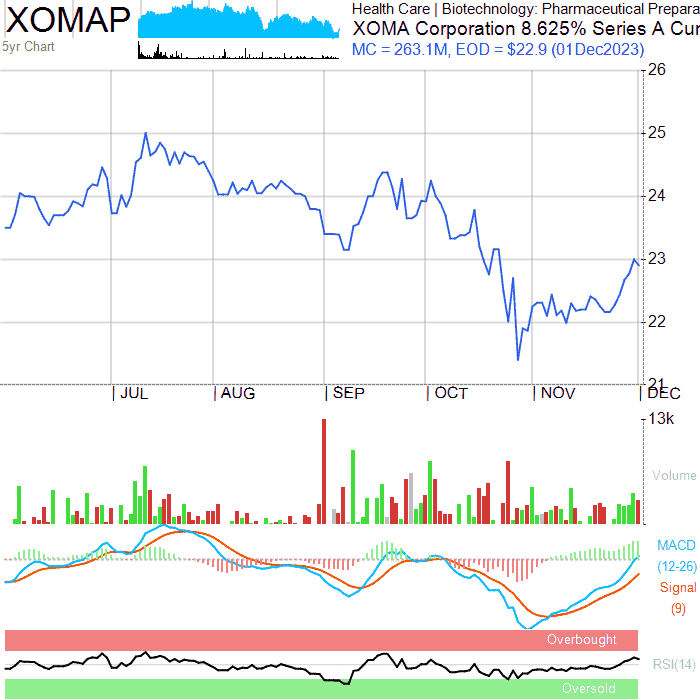 XOMAP
5yr Chart
Health Care | Biotechnology: Pharmaceutical Prepara
XOMA Corporation 8.625% Series A Cur
MC = 263.1M, EOD = $22.9 (01Dec2023)
26
25
24
23
22
21
| JUL | AUG | SEP | OCT | NOV | DEC
13k
Volume
MACD
(12-26)
Signal
(9)
Overbought
RSI(14)
Oversold